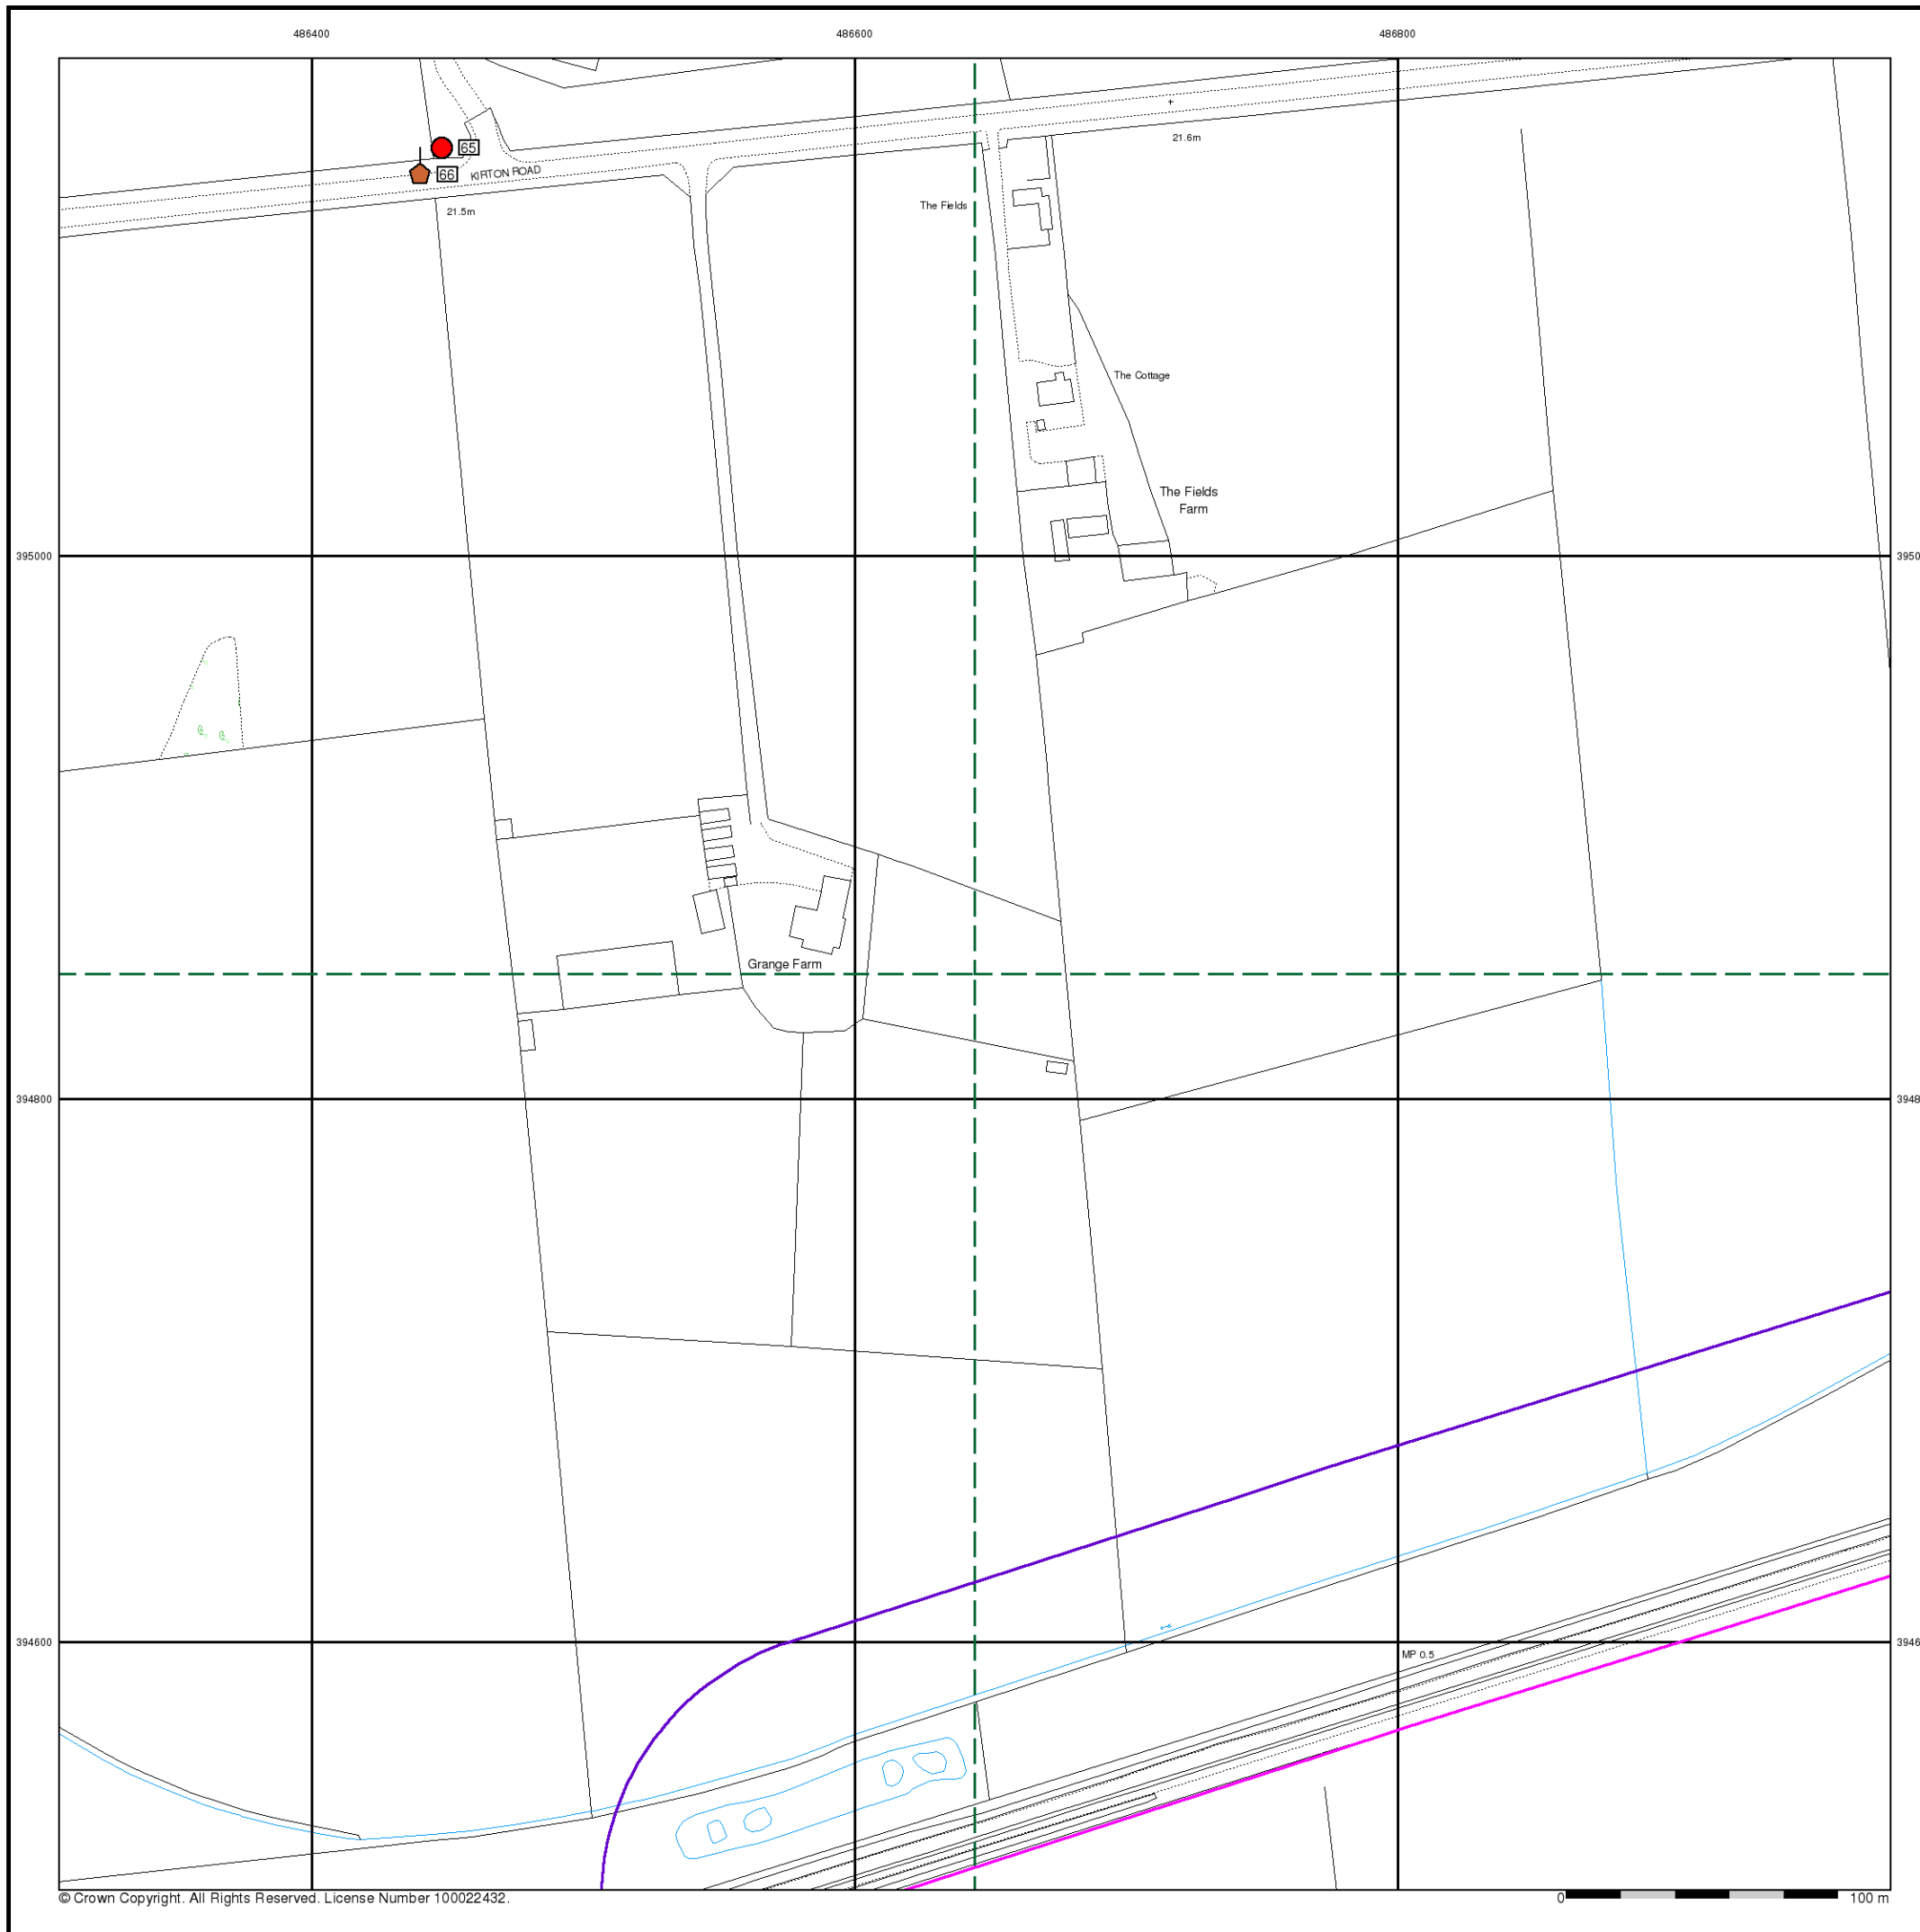 486400
486600
486800
65
66
KIRTON ROAD
21.5m
21.6m
The Fields
The Cottage
The Fields
Farm
395000
3950
Grange Farm
394800
3948
394600
3946
MP 0.5
© Crown Copyright. All Rights Reserved. License Number 100022432.
0
100 m